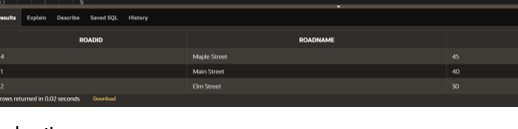 esults Explain Describe Saved SQL History
ROADID ROADNAME
4 Maple Street 45
1 Main Street 40
2 Elm Street 30
rows returned in 0.02 seconds Download